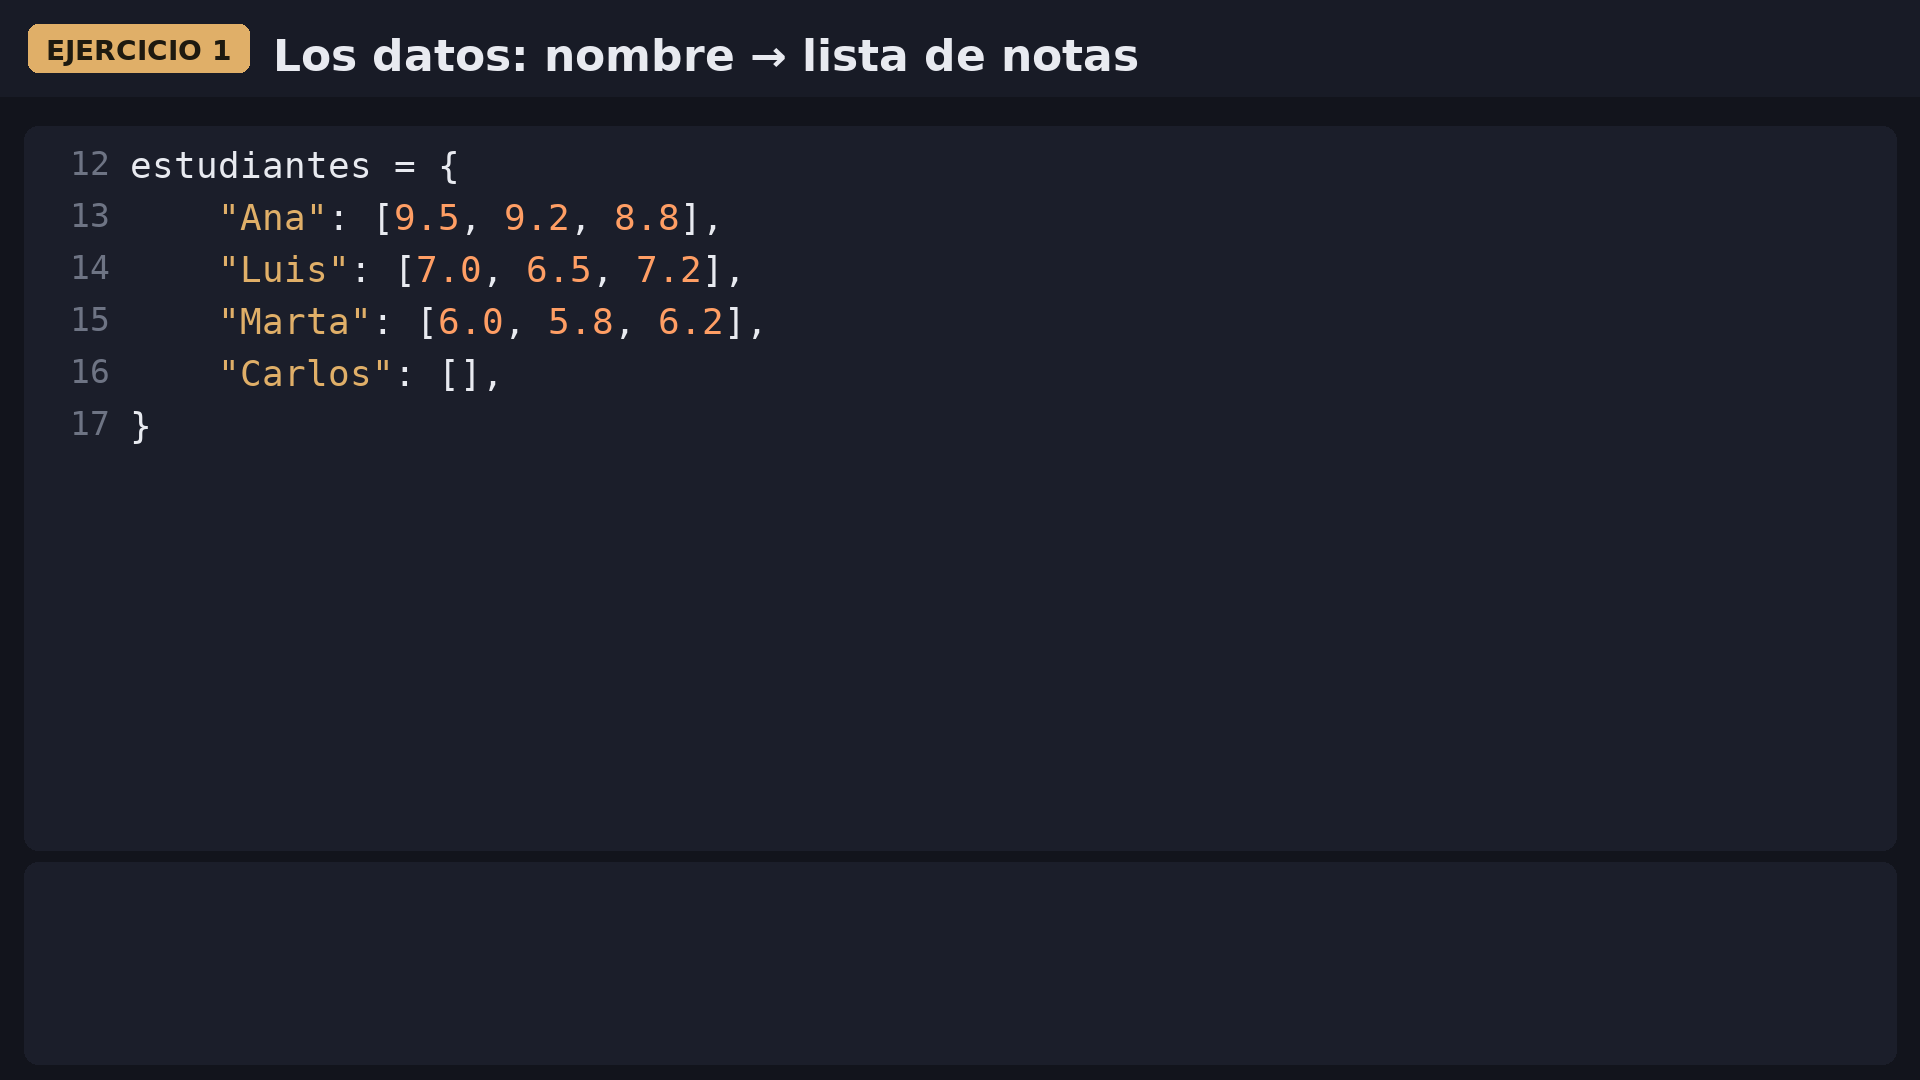 EJERCICIO 1 Los datos: nombre → lista de notas
12 estudiantes = {
13     "Ana": [9.5, 9.2, 8.8],
14     "Luis": [7.0, 6.5, 7.2],
15     "Marta": [6.0, 5.8, 6.2],
16     "Carlos": [],
17 }